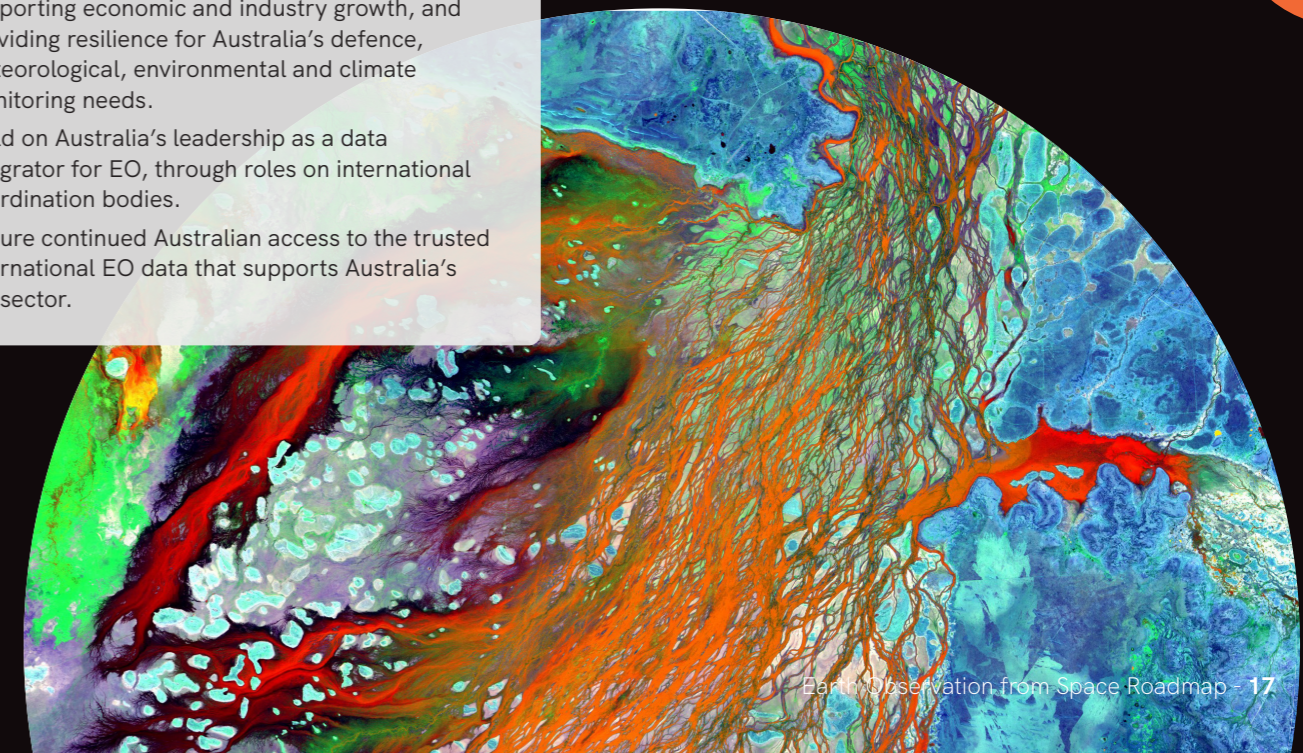 porting economic and industry growth, and
viding resilience for Australia’s defence,
teorological, environmental and climate
nitoring needs.
d on Australia’s leadership as a data
grator for EO, through roles on international
rdination bodies.
ure continued Australian access to the trusted
rnational EO data that supports Australia’s
sector.
Earth Observation from Space Roadmap - 17